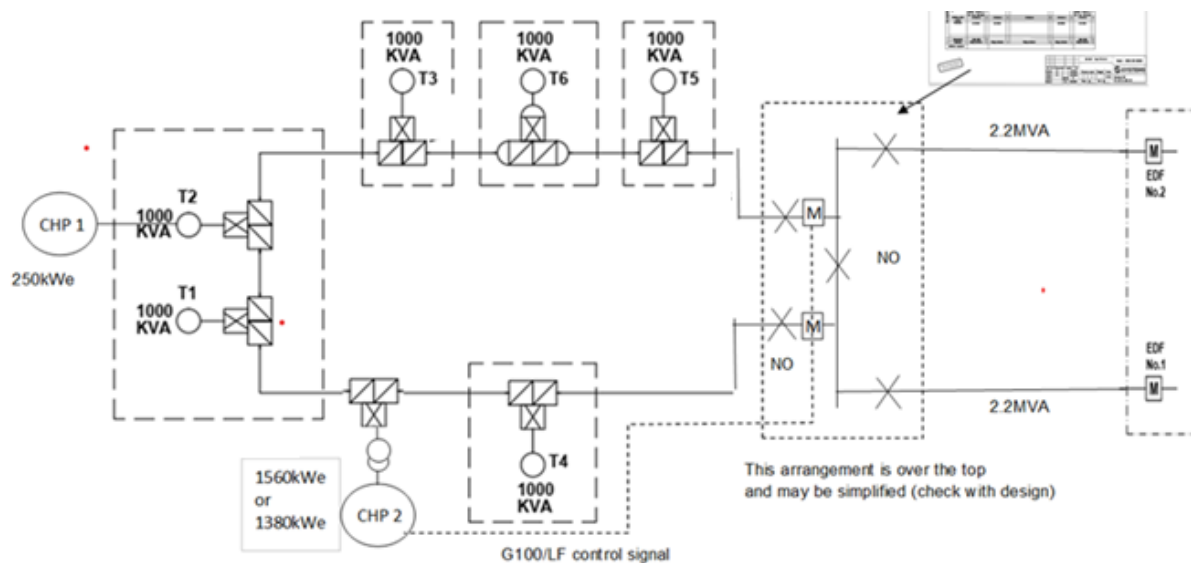 1000
KVA
T3
1000
KVA
T6
1000
KVA
T5
2.2MVA
M
EDF
No.2
T2
1000
KVA
CHP 1
250kWe
M
NO
T1
1000
KVA
M
NO
EDF
No.1
M
2.2MVA
T4
1000
KVA
1560kWe
or
1380kWe
CHP 2
This arrangement is over the top
and may be simplified (check with design)
G100/LF control signal